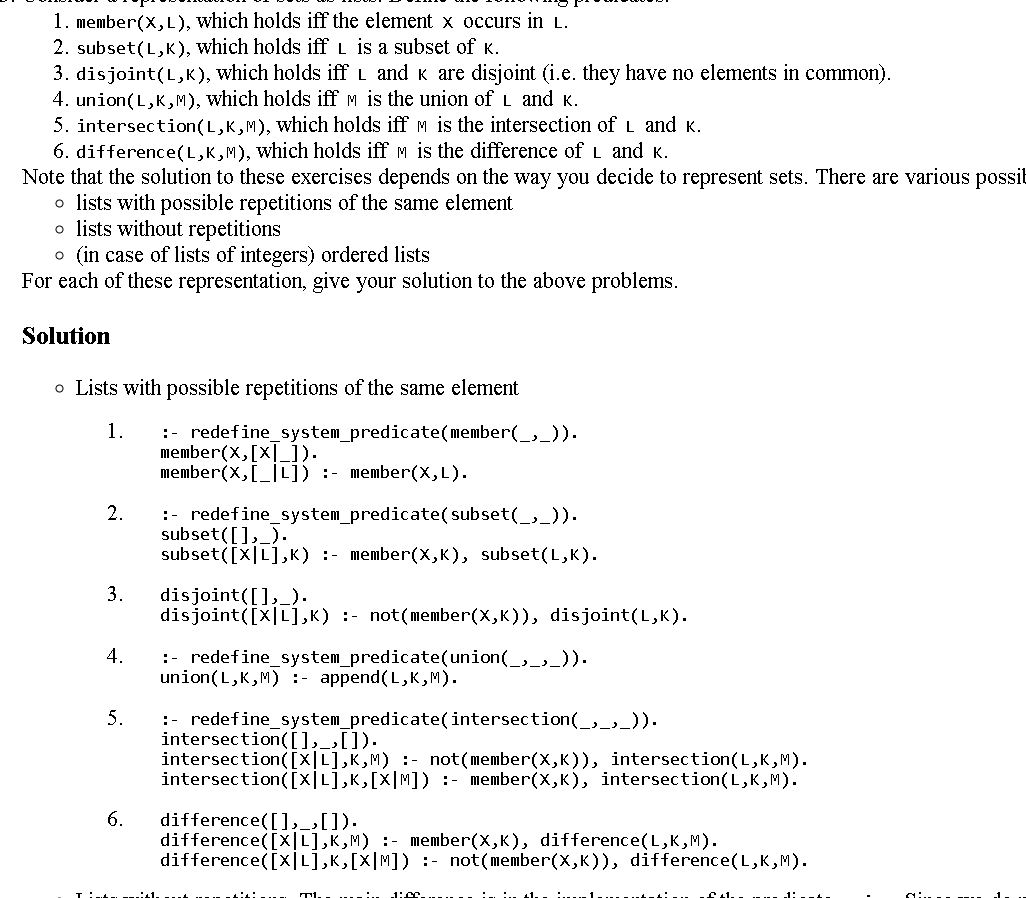 1. member(X,L), which holds iff the element X occurs in L.
2. subset(L,K), which holds iff L is a subset of K.
3. disjoint(L,K), which holds iff L and K are disjoint (i.e. they have no elements in common).
4. union(L,K,M), which holds iff M is the union of L and K.
5. intersection(L,K,M), which holds iff M is the intersection of L and K.
6. difference(L,K,M), which holds iff M is the difference of L and K.
Note that the solution to these exercises depends on the way you decide to represent sets. There are various
lists with possible repetitions of the same element
lists without repetitions
(in case of lists of integers) ordered lists
For each of these representation, give your solution to the above problems.
Solution
Lists with possible repetitions of the same element
1. :- redefine_system_predicate(member(_,_)).
member(X,[X|_]).
member(X,[_|L]) :- member(X,L).
2. :- redefine_system_predicate(subset(_,_)).
subset([],_).
subset([X|L],K) :- member(X,K), subset(L,K).
3. disjoint([],_).
disjoint([X|L],K) :- not(member(X,K)), disjoint(L,K).
4. :- redefine_system_predicate(union(_,_,_)).
union(L,K,M) :- append(L,K,M).
5. :- redefine_system_predicate(intersection(_,_,_)).
intersection([],_,[]).
intersection([X|L],K,M) :- not(member(X,K)), intersection(L,K,M).
intersection([X|L],K,[X|M]) :- member(X,K), intersection(L,K,M).
6. difference([],_,[]).
difference([X|L],K,M) :- member(X,K), difference(L,K,M).
difference([X|L],K,[X|M]) :- not(member(X,K)), difference(L,K,M).